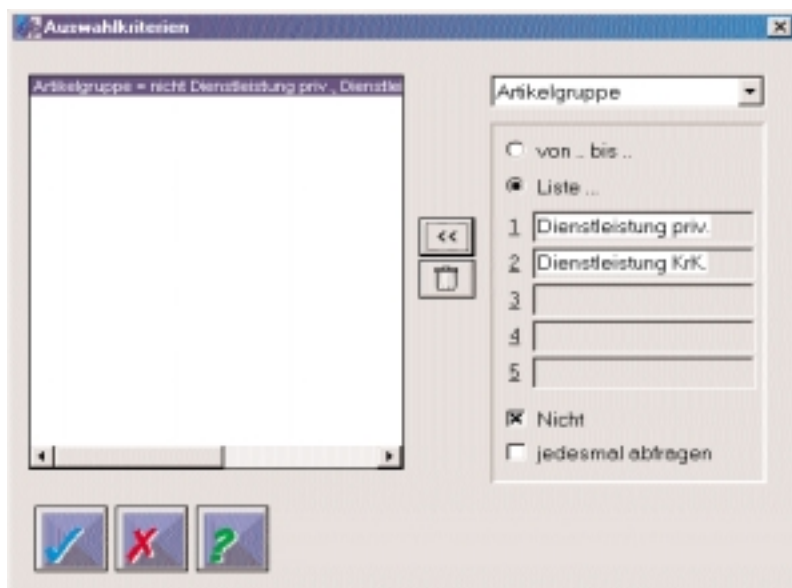 Auswahlkriterien
Artikelgruppe = nicht Dienstleistung priv., Dienstlei
Artikelgruppe
von .. bis ..
Liste ...
<<
1 Dienstleistung priv.
2 Dienstleistung KrK.
3
4
5
Nicht
jedesmal abfragen
?